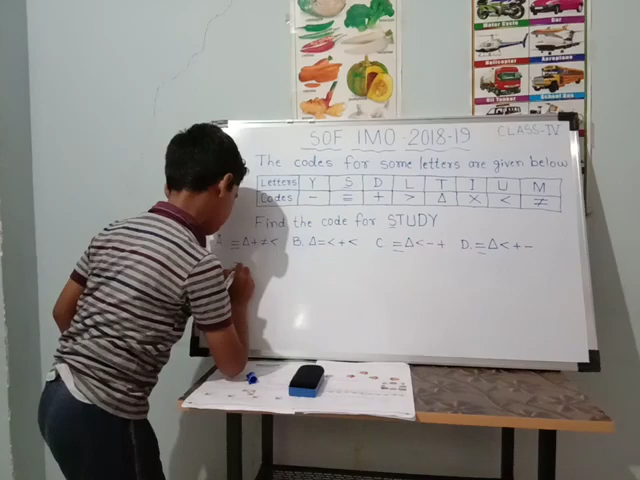 Motor Cycle Car
Helicopter Aeroplane
Oil Tanker School Bus
SOF IMO - 2018-19 CLASS-IV
The codes for some letters are given below
Letters Y S D L T I U M
Codes − = + > Δ × < ≠
Find the code for STUDY
A. =Δ+≠< B. Δ=<+< C. =Δ<−+ D. =Δ<+−